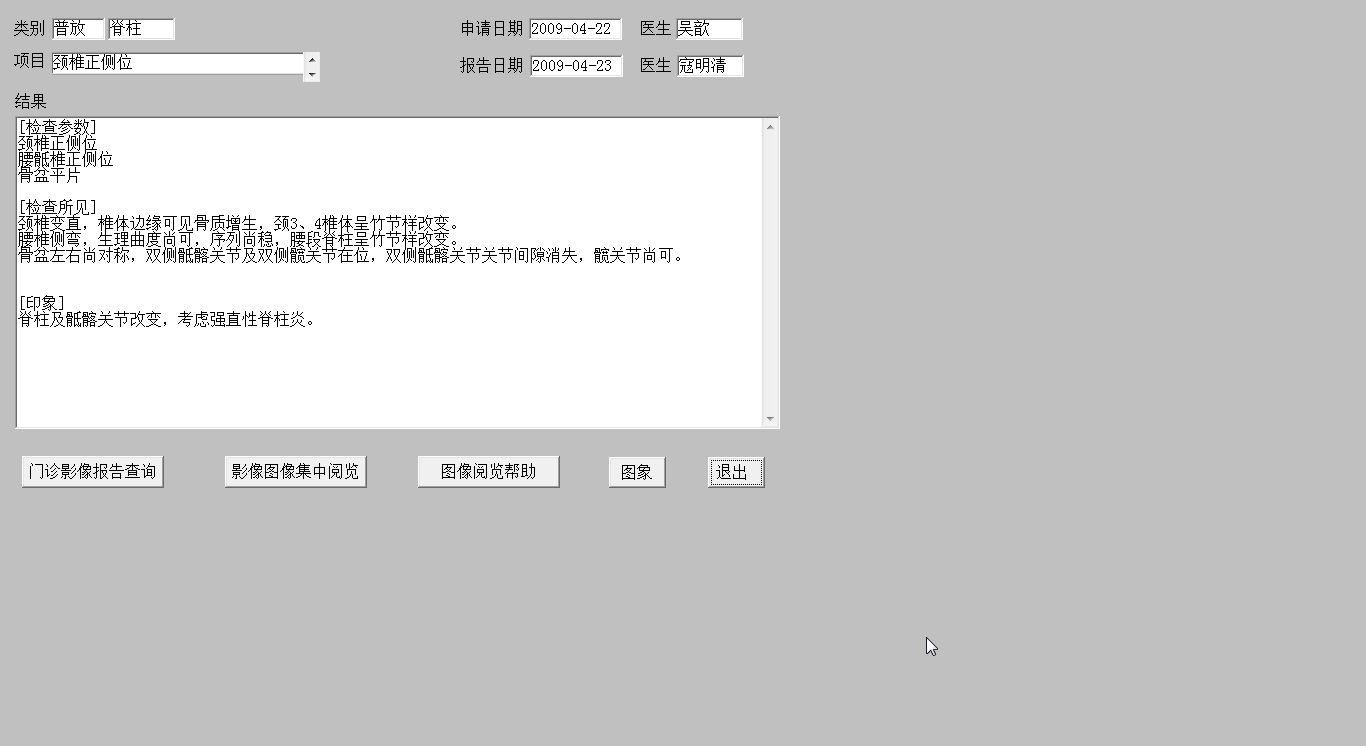 类别 普放 脊柱 申请日期 2009-04-22 医生 吴歆
项目 颈椎正侧位 报告日期 2009-04-23 医生 寇明清
结果
[检查参数]
颈椎正侧位
腰骶椎正侧位
骨盆平片
[检查所见]
颈椎变直，椎体边缘可见骨质增生，颈3、4椎体呈竹节样改变。
腰椎侧弯，生理曲度尚可，序列尚稳，腰段脊柱呈竹节样改变。
骨盆左右尚对称，双侧骶髂关节及双侧髋关节在位，双侧骶髂关节关节间隙消失，髋关节尚可。
[印象]
脊柱及骶髂关节改变，考虑强直性脊柱炎。
门诊影像报告查询 影像图像集中阅览 图像阅览帮助 图象 退出